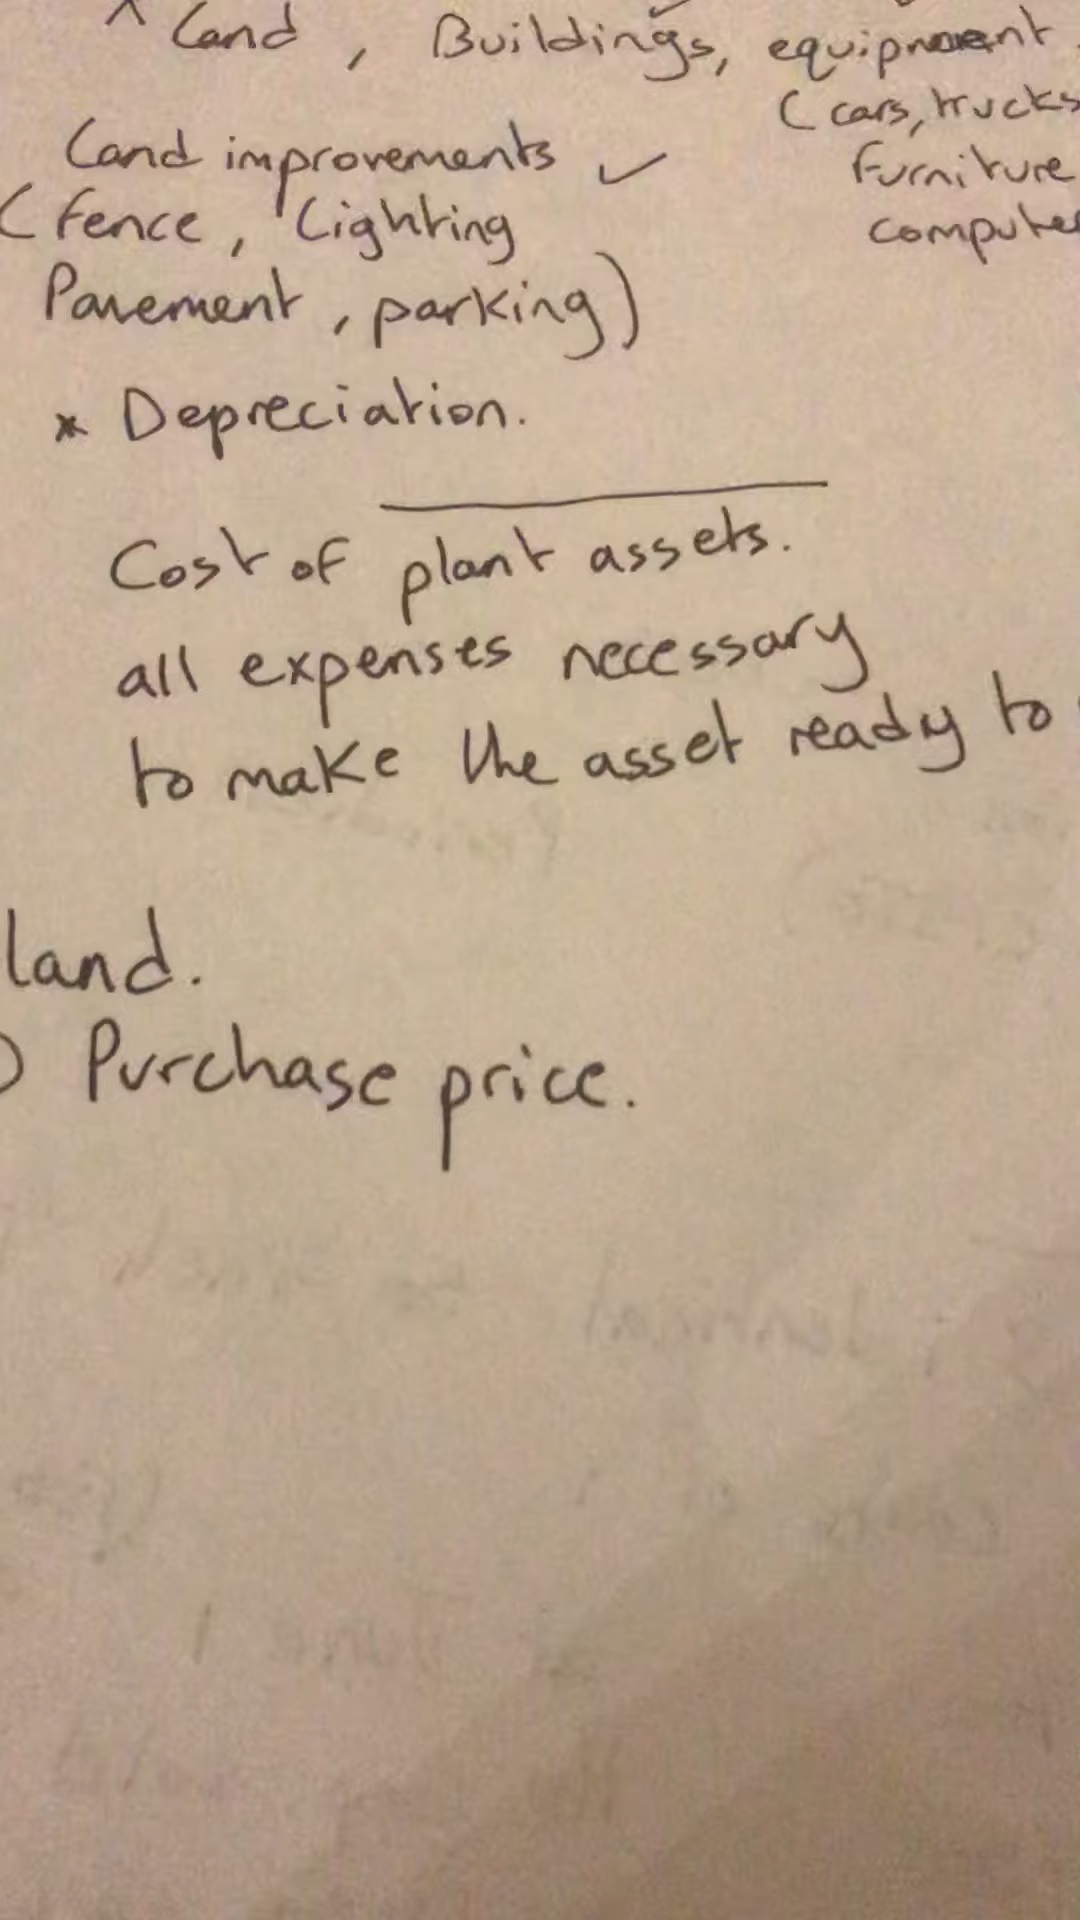 * Land, Buildings, equipment
(cars, trucks
Furniture
Land improvements ✓
(fence, Lighting
Pavement, parking)
* Depreciation.
Cost of plant assets.
all expenses necessary
to make the asset ready to
land.
Purchase price.